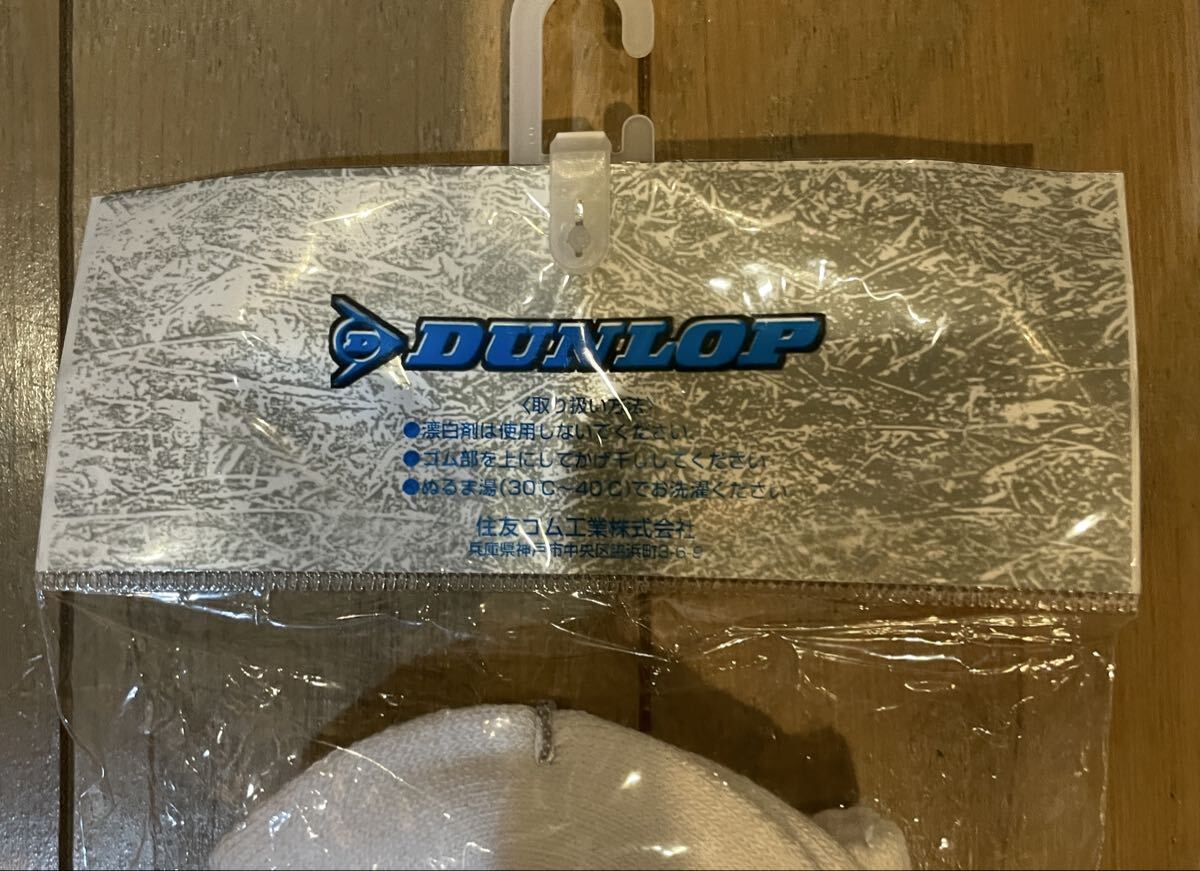 D DUNLOP
〈取り扱い方法〉
●漂白剤は使用しないでください。
●ゴム部を上にしてかげ干ししてください。
●ぬるま湯(30℃〜40℃)でお洗濯ください。
住友ゴム工業株式会社
兵庫県神戸市中央区脇浜町3-6-9